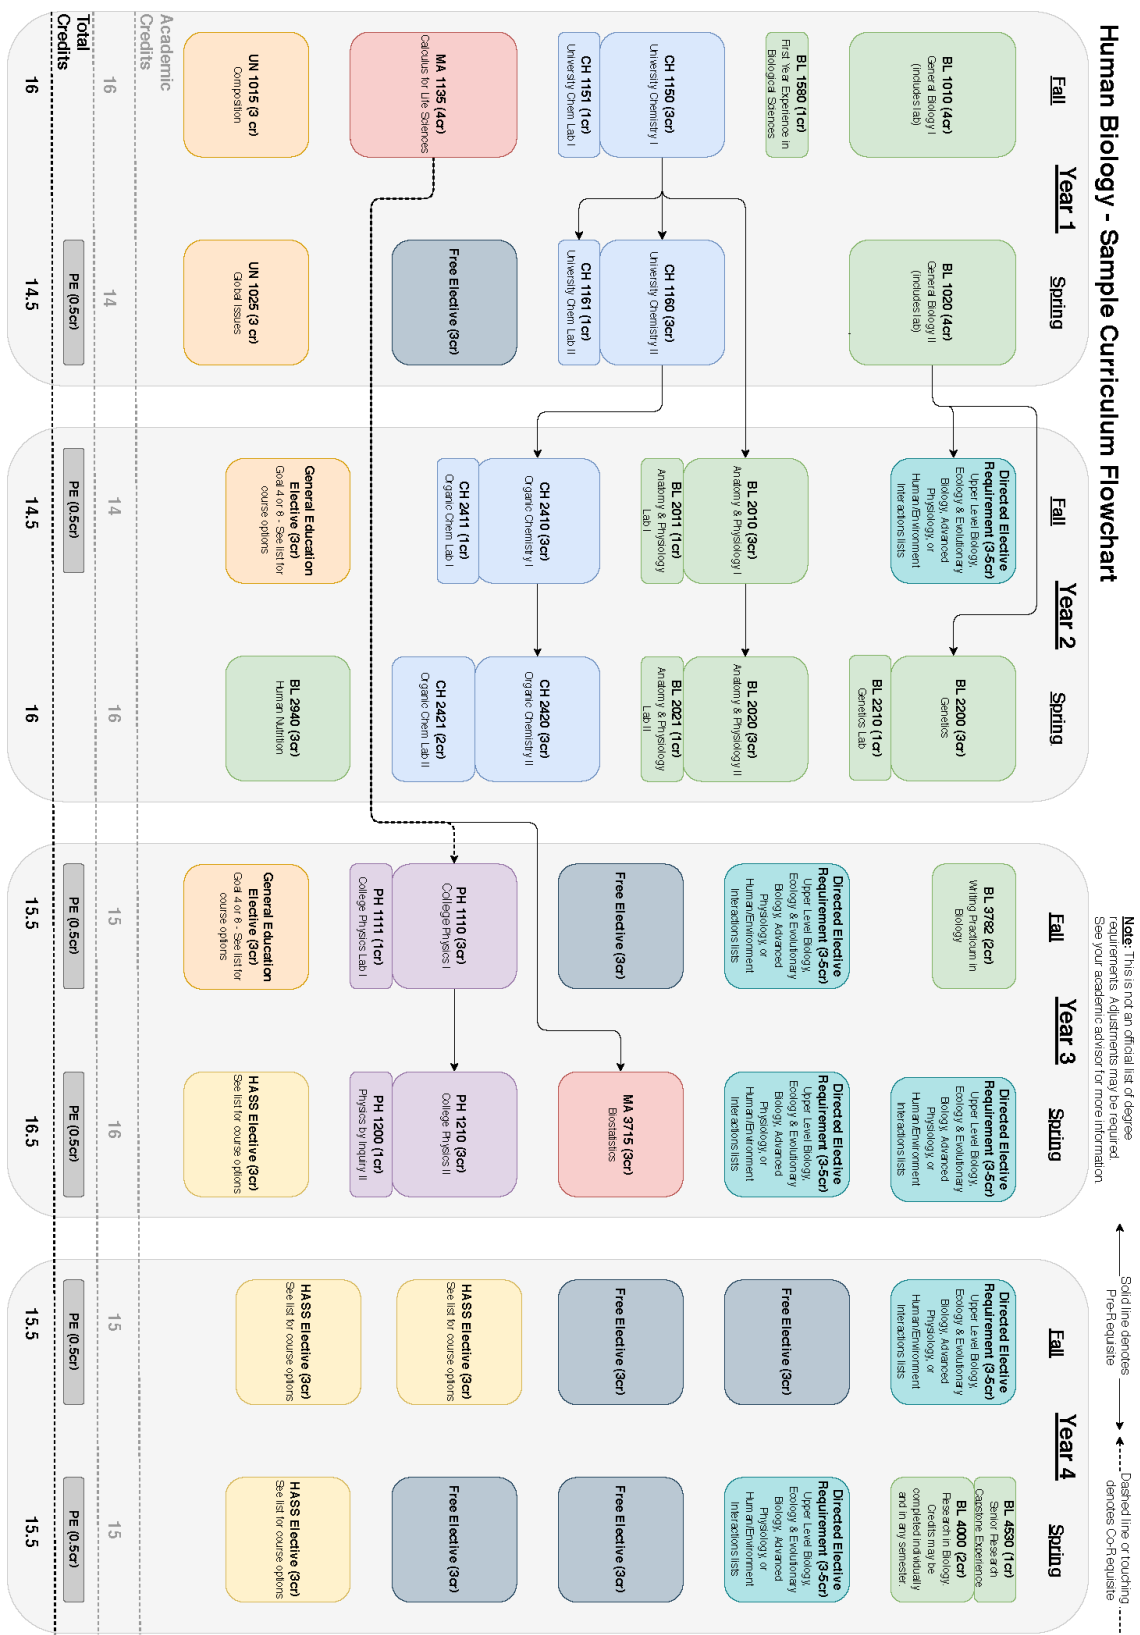 Human Biology - Sample Curriculum Flowchart
Note: This is not an official list of degree
requirements. Adjustments may be required.
See your academic advisor for more information.
Solid line denotes
Pre-Requisite
Dashed line or touching
denotes Co-Requisite
Year 1
Fall
BL 1010 (4cr)
General Biology I
(includes lab)
BL 1580 (1cr)
First Year Experience in
Biological Sciences
CH 1150 (3cr)
University Chemistry I
CH 1151 (1cr)
University Chem Lab I
MA 1135 (4cr)
Calculus for Life Sciences
UN 1015 (3 cr)
Composition
Spring
BL 1020 (4cr)
General Biology II
(includes lab)
CH 1160 (3cr)
University Chemistry II
CH 1161 (1cr)
University Chem Lab II
Free Elective (3cr)
UN 1025 (3 cr)
Global Issues
PE (0.5cr)
Year 2
Fall
Directed Elective
Requirement (3-5cr)
Upper Level Biology,
Ecology & Evolutionary
Biology, Advanced
Physiology, or
Human/Environment
Interactions lists
BL 2010 (3cr)
Anatomy & Physiology I
BL 2011 (1cr)
Anatomy & Physiology
Lab I
CH 2410 (3cr)
Organic Chemistry I
CH 2411 (1cr)
Organic Chem Lab I
General Education
Elective (3cr)
Goal 4 or 6 - See list for
course options
PE (0.5cr)
Spring
BL 2200 (3cr)
Genetics
BL 2210 (1cr)
Genetics Lab
BL 2020 (3cr)
Anatomy & Physiology II
BL 2021 (1cr)
Anatomy & Physiology
Lab II
CH 2420 (3cr)
Organic Chemistry II
CH 2421 (2cr)
Organic Chem Lab II
BL 2940 (3cr)
Human Nutrition
Year 3
Fall
BL 3782 (2cr)
Writing Practicum in
Biology
Directed Elective
Requirement (3-5cr)
Upper Level Biology,
Ecology & Evolutionary
Biology, Advanced
Physiology, or
Human/Environment
Interactions lists
Free Elective (3cr)
PH 1110 (3cr)
College Physics I
PH 1111 (1cr)
College Physics Lab I
General Education
Elective (3cr)
Goal 4 or 6 - See list for
course options
PE (0.5cr)
Spring
Directed Elective
Requirement (3-5cr)
Upper Level Biology,
Ecology & Evolutionary
Biology, Advanced
Physiology, or
Human/Environment
Interactions lists
Directed Elective
Requirement (3-5cr)
Upper Level Biology,
Ecology & Evolutionary
Biology, Advanced
Physiology, or
Human/Environment
Interactions lists
MA 3715 (3cr)
Biostatistics
PH 1210 (3cr)
College Physics II
PH 1200 (1cr)
Physics by Inquiry II
HASS Elective (3cr)
See list for course options
PE (0.5cr)
Year 4
Fall
Directed Elective
Requirement (3-5cr)
Upper Level Biology,
Ecology & Evolutionary
Biology, Advanced
Physiology, or
Human/Environment
Interactions lists
Free Elective (3cr)
Free Elective (3cr)
HASS Elective (3cr)
See list for course options
HASS Elective (3cr)
See list for course options
PE (0.5cr)
Spring
BL 4530 (1cr)
Senior Research
Capstone Experience
BL 4000 (2cr)
Research in Biology.
Credits may be
completed individually
and in any semester.
Directed Elective
Requirement (3-5cr)
Upper Level Biology,
Ecology & Evolutionary
Biology, Advanced
Physiology, or
Human/Environment
Interactions lists
Free Elective (3cr)
Free Elective (3cr)
HASS Elective (3cr)
See list for course options
PE (0.5cr)
Academic
Credits
16 14 14 16 15 16 15 15
Total
Credits
16 14.5 14.5 16 15.5 16.5 15.5 15.5